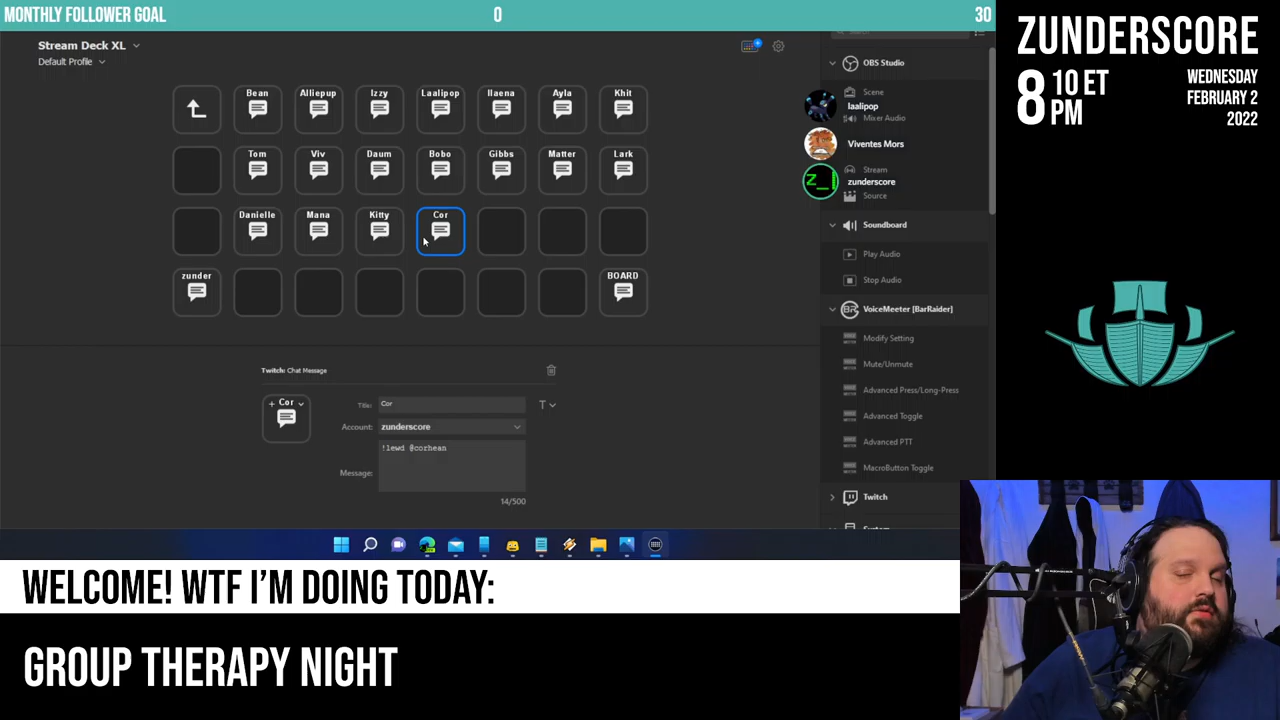 MONTHLY FOLLOWER GOAL 0 30
ZUNDERSCORE
8 10 ET PM
WEDNESDAY
FEBRUARY 2
2022
Stream Deck XL
Default Profile
Bean Alliepup Izzy Laalipop Ilaena Ayla Khit
Tom Viv Daum Bobo Gibbs Matter Lark
Danielle Mana Kitty Cor
zunder BOARD
Twitch: Chat Message
+ Cor
Title: Cor
T
Account: zunderscore
Message: !lewd @corhean
14/500
Search
OBS Studio
Scene
laalipop
Mixer Audio
Viventes Mors
Stream
zunderscore
Source
Soundboard
Play Audio
Stop Audio
VoiceMeeter [BarRaider]
Modify Setting
Mute/Unmute
Advanced Press/Long-Press
Advanced Toggle
Advanced PTT
MacroButton Toggle
Twitch
WELCOME! WTF I'M DOING TODAY:
GROUP THERAPY NIGHT